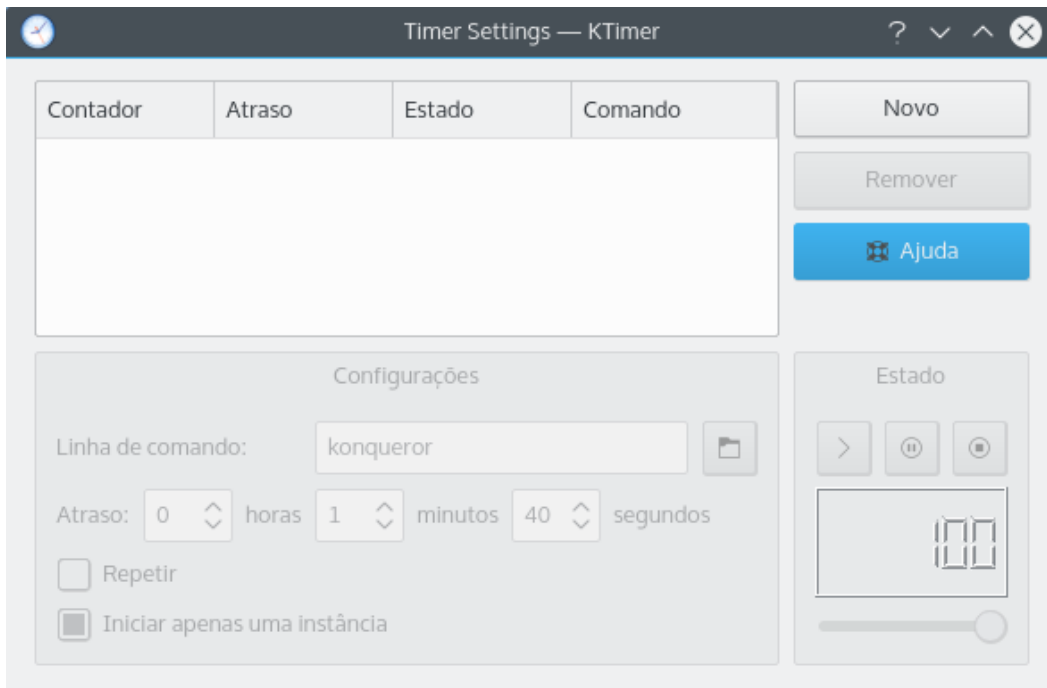 Timer Settings — KTimer
Contador Atraso Estado Comando
Novo
Remover
Ajuda
Configurações
Linha de comando: konqueror
Atraso: 0 horas 1 minutos 40 segundos
Repetir
Iniciar apenas uma instância
Estado
100